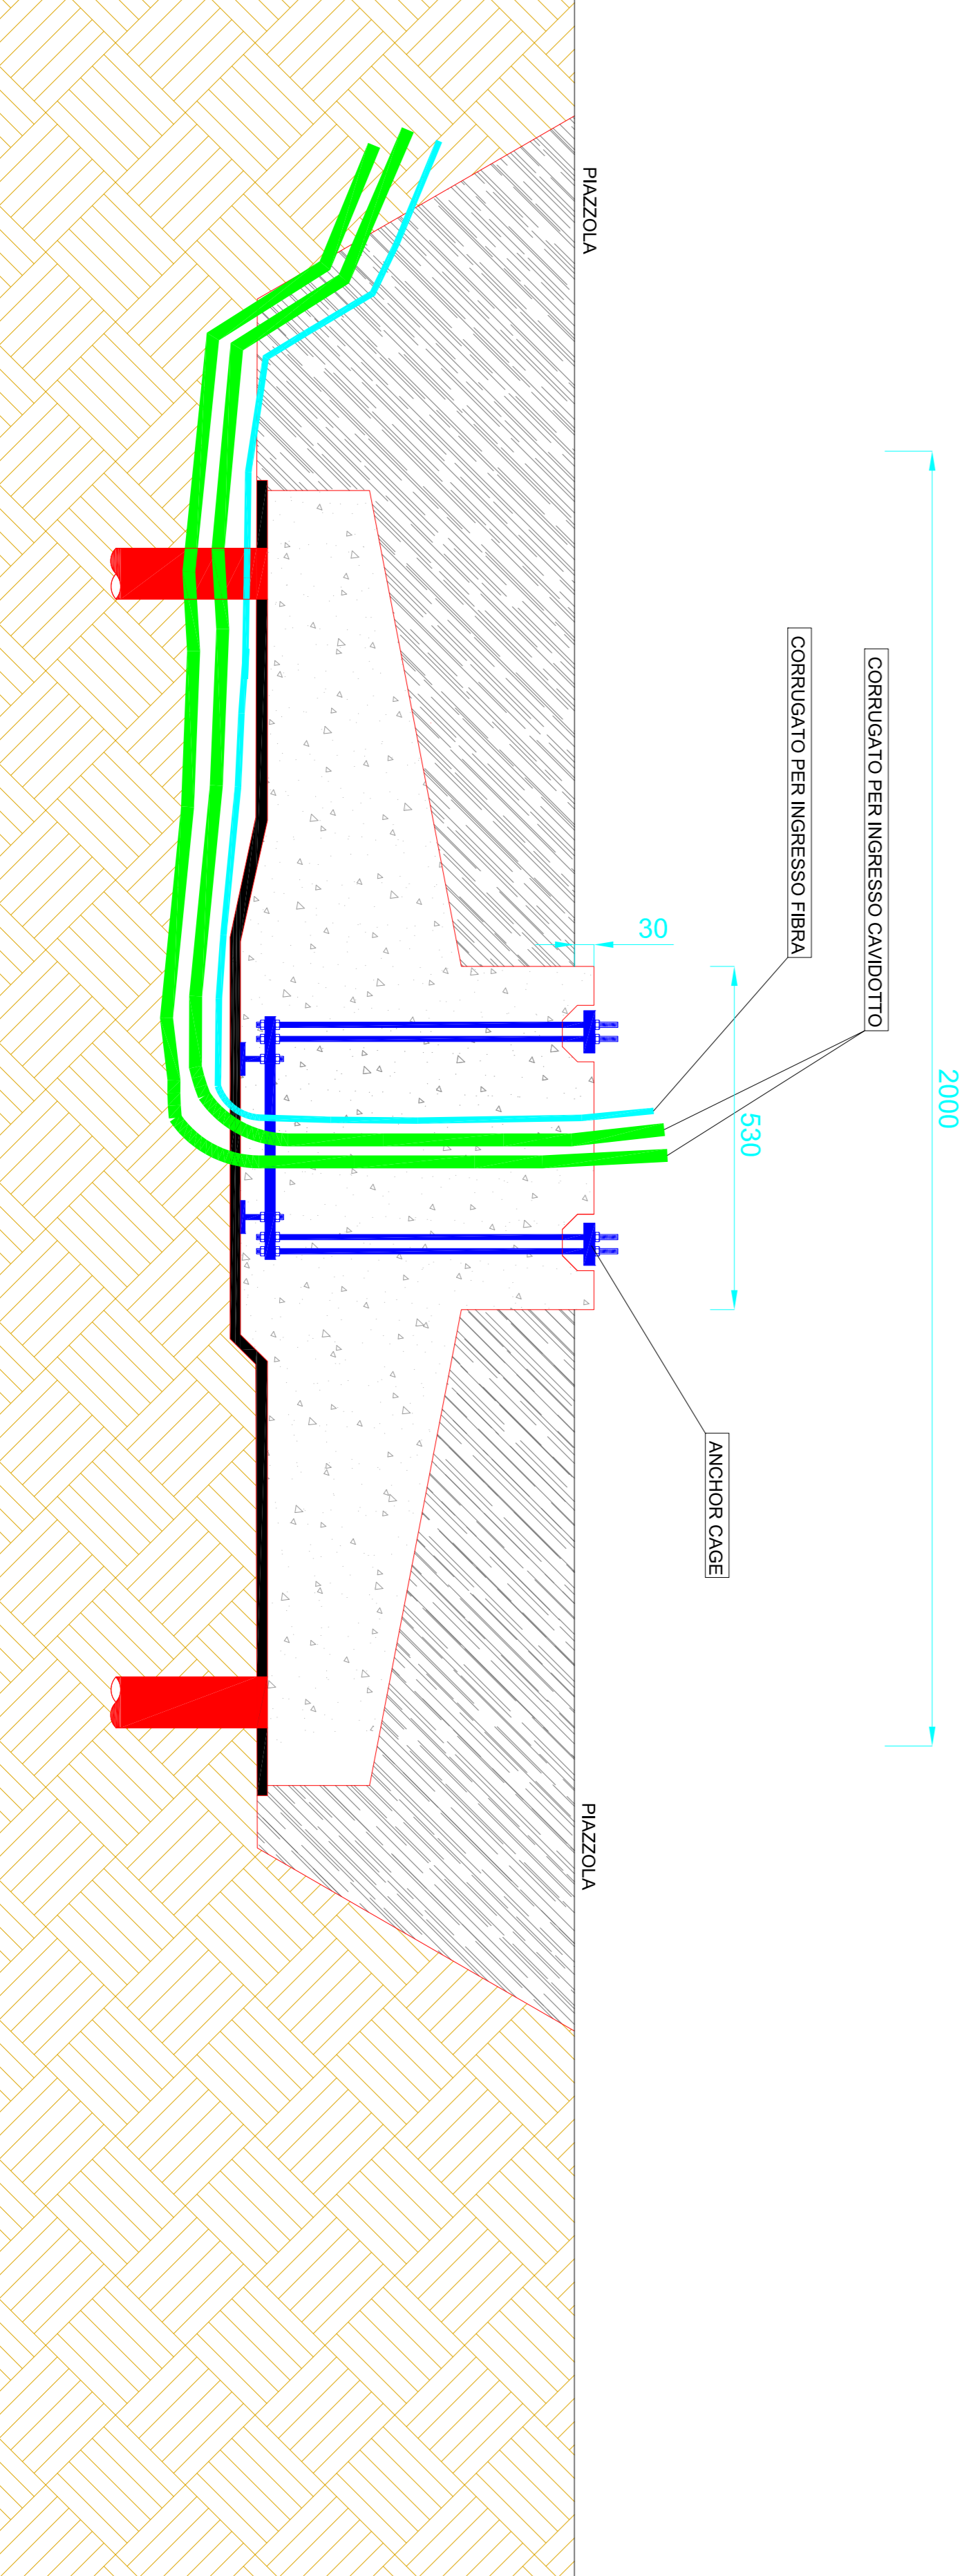 2000
CORRUGATO PER INGRESSO CAVIDOTTO
CORRUGATO PER INGRESSO FIBRA
530
ANCHOR CAGE
30
PIAZZOLA
PIAZZOLA